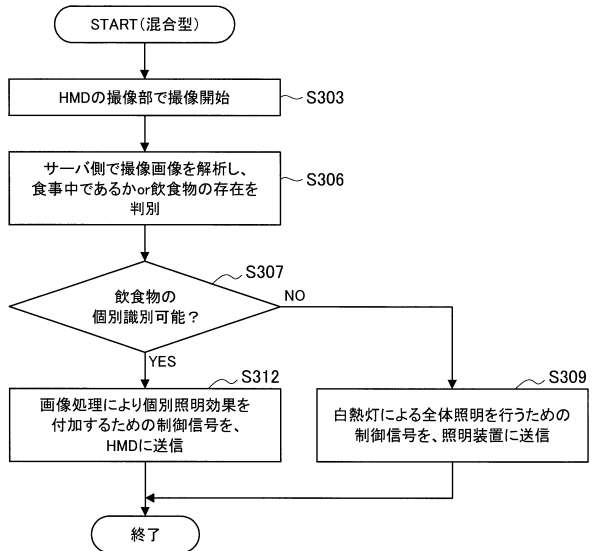 START(混合型)
HMDの撮像部で撮像開始
S303
サーバ側で撮像画像を解析し、
食事中であるかor飲食物の存在を
判別
S306
S307
飲食物の
個別識別可能?
NO
YES
S312
画像処理により個別照明効果を
付加するための制御信号を、
HMDに送信
S309
白熱灯による全体照明を行うための
制御信号を、照明装置に送信
終了